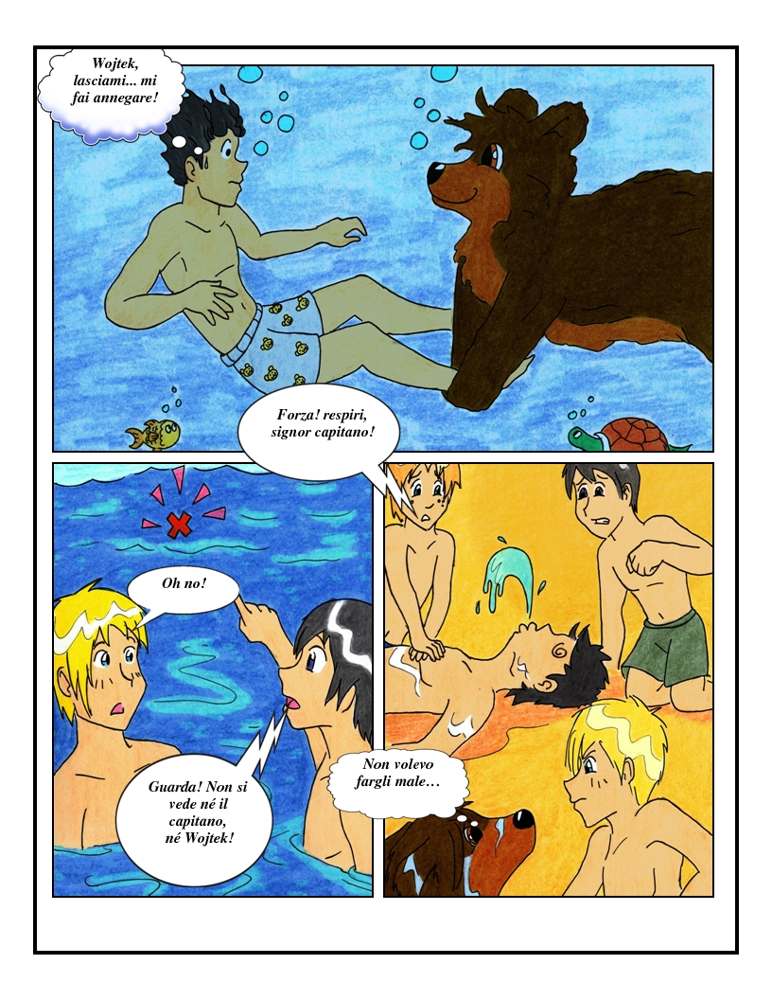 Wojtek,
lasciami... mi
fai annegare!
Oh no!
Guarda! Non si
vede né il
capitano,
né Wojtek!
Forza! respiri,
signor capitano!
Non volevo
fargli male…